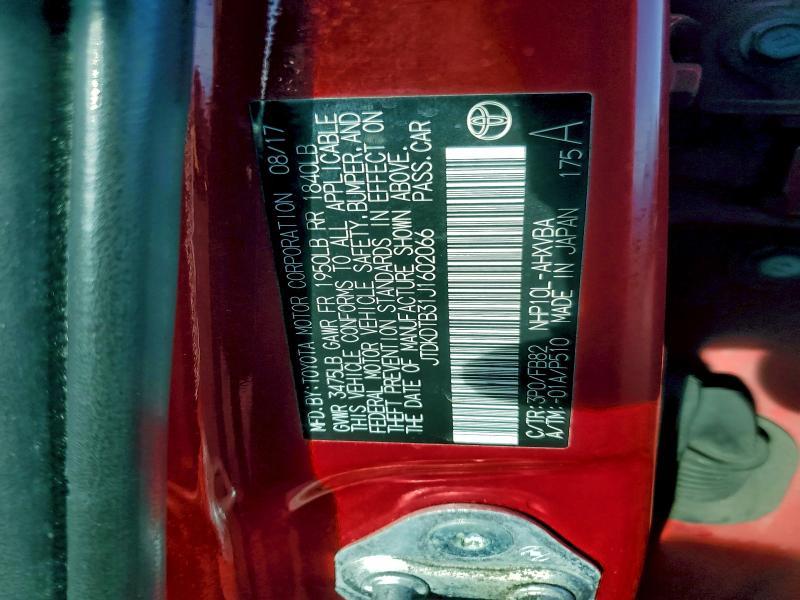 MFD. BY: TOYOTA MOTOR CORPORATION 08/17
GVWR 3475LB GAWR FR 1950LB RR 1840LB
THIS VEHICLE CONFORMS TO ALL APPLICABLE
FEDERAL MOTOR VEHICLE SAFETY, BUMPER, AND
THEFT PREVENTION STANDARDS IN EFFECT ON
THE DATE OF MANUFACTURE SHOWN ABOVE.
JTDKDTB31J1602066 PASS. CAR
C/TR: 3P0/FB82 NHP10L-AHXVBA
A/TM: -01A/P510 MADE IN JAPAN 175 A